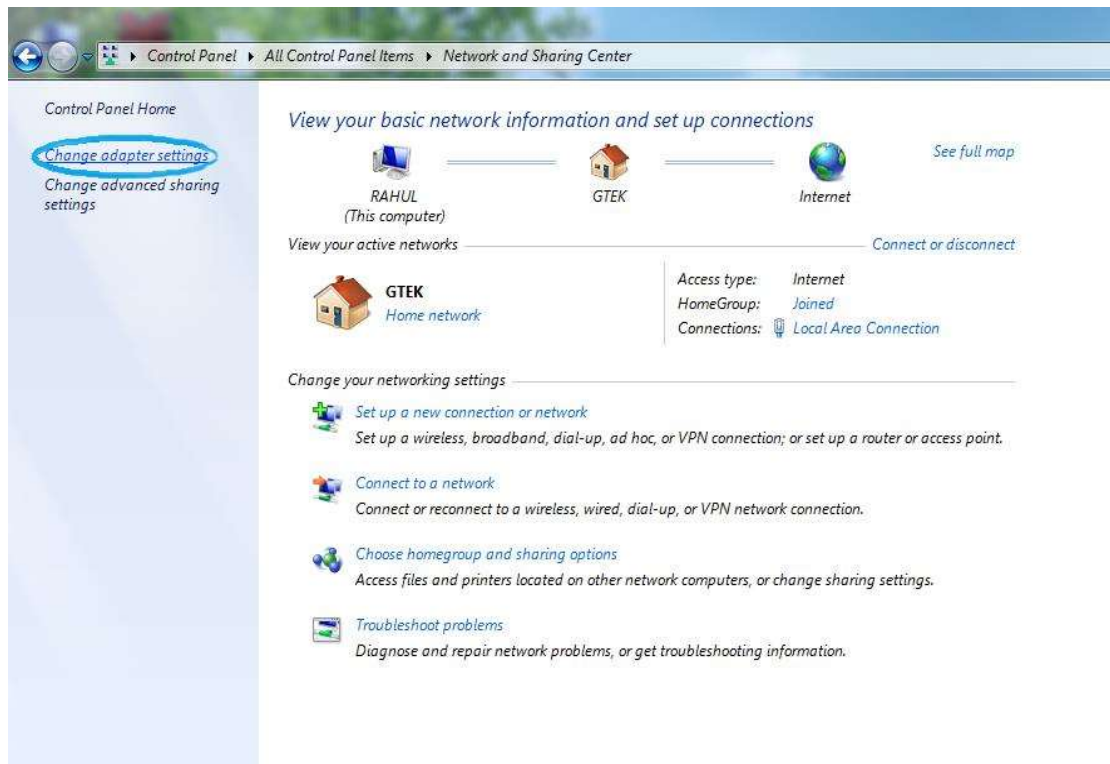 Control Panel ▸ All Control Panel Items ▸ Network and Sharing Center
Control Panel Home
Change adapter settings
Change advanced sharing
settings
View your basic network information and set up connections
See full map
RAHUL
(This computer)
GTEK
Internet
View your active networks
Connect or disconnect
GTEK
Home network
Access type: Internet
HomeGroup: Joined
Connections: Local Area Connection
Change your networking settings
Set up a new connection or network
Set up a wireless, broadband, dial-up, ad hoc, or VPN connection; or set up a router or access point.
Connect to a network
Connect or reconnect to a wireless, wired, dial-up, or VPN network connection.
Choose homegroup and sharing options
Access files and printers located on other network computers, or change sharing settings.
Troubleshoot problems
Diagnose and repair network problems, or get troubleshooting information.